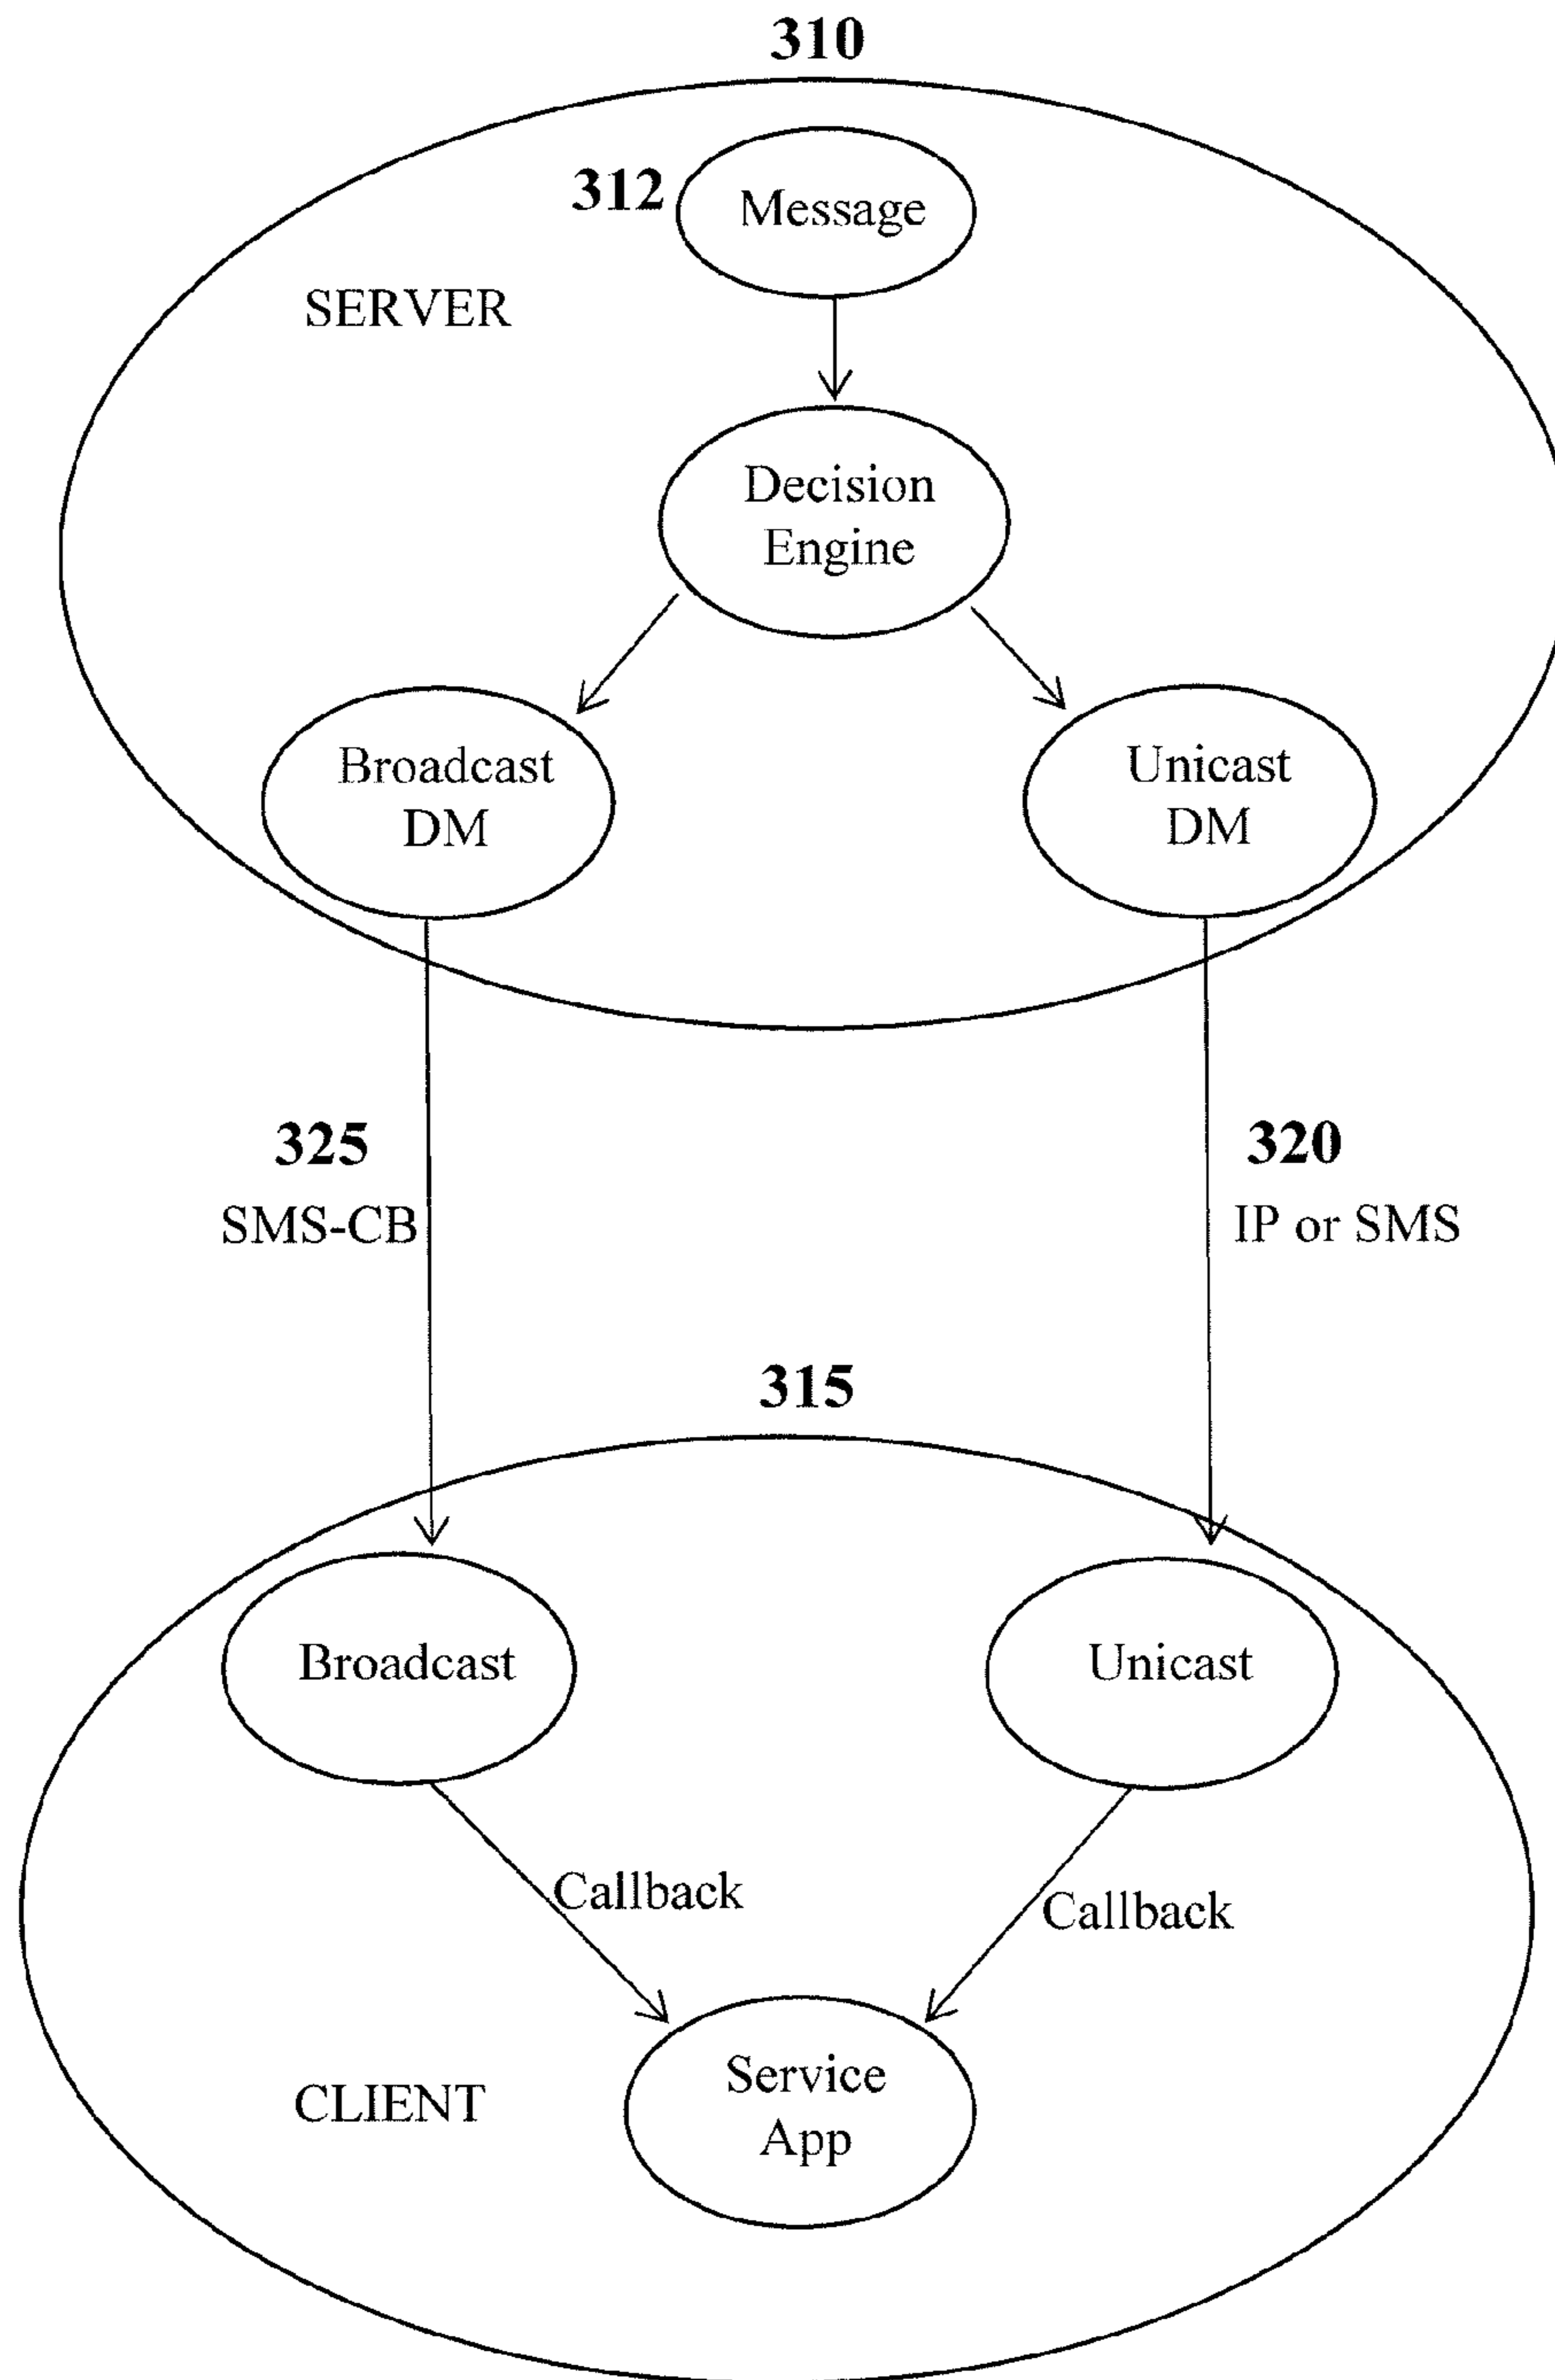 310
312
Message
SERVER
Decision
Engine
Broadcast
DM
Unicast
DM
325
SMS-CB
320
IP or SMS
315
Broadcast
Unicast
Callback
Callback
Service
App
CLIENT